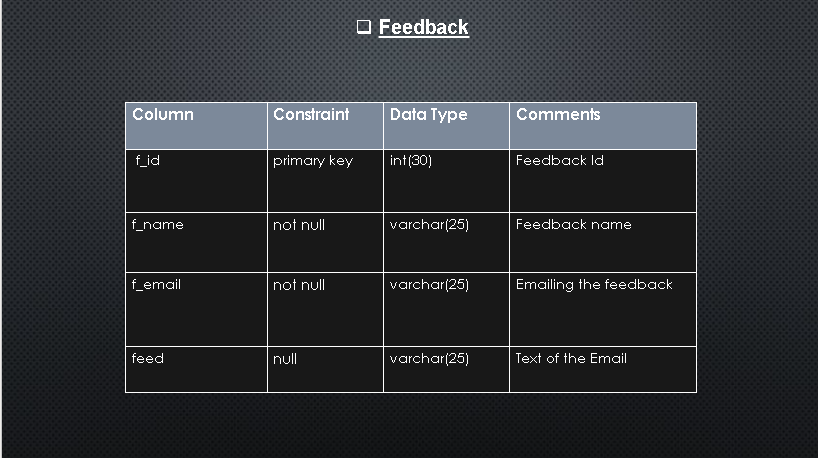 ❑ Feedback
Column Constraint Data Type Comments
f_id primary key int(30) Feedback Id
f_name not null varchar(25) Feedback name
f_email not null varchar(25) Emailing the feedback
feed null varchar(25) Text of the Email